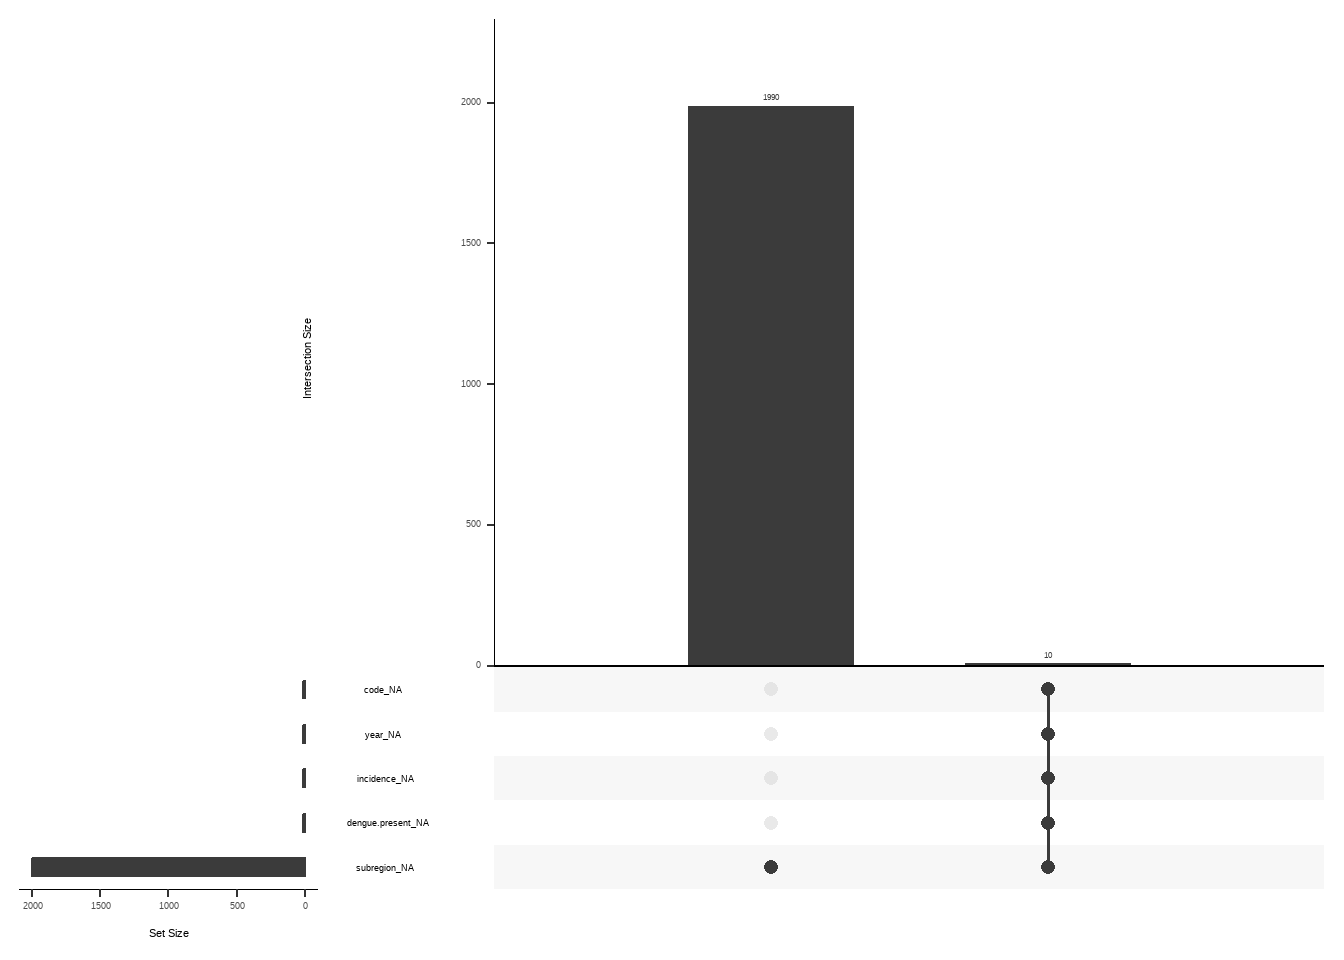 Intersection Size
2000
1500
1000
500
0
1990
10
code_NA
year_NA
incidence_NA
dengue.present_NA
subregion_NA
2000 1500 1000 500 0
Set Size